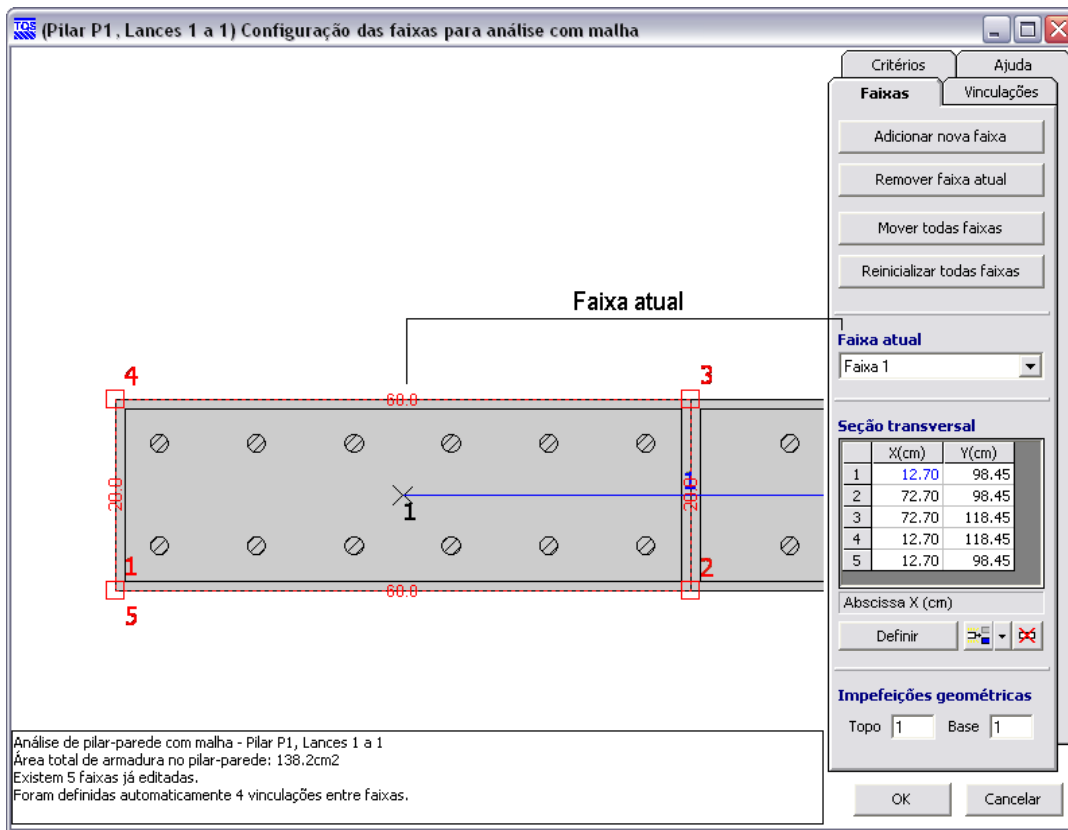 TQS (Pilar P1, Lances 1 a 1) Configuração das faixas para análise com malha
Critérios
Ajuda
Faixas
Vinculações
Adicionar nova faixa
Remover faixa atual
Mover todas faixas
Reinicializar todas faixas
Faixa atual
Faixa atual
Faixa 1
4
60.0
3
20.0
1
1
20.0
1
60.0
2
5
Seção transversal
X(cm) Y(cm)
1 12.70 98.45
2 72.70 98.45
3 72.70 118.45
4 12.70 118.45
5 12.70 98.45
Abscissa X (cm)
Definir
Impefeições geométricas
Topo 1 Base 1
Análise de pilar-parede com malha - Pilar P1, Lances 1 a 1
Área total de armadura no pilar-parede: 138.2cm2
Existem 5 faixas já editadas.
Foram definidas automaticamente 4 vinculações entre faixas.
OK
Cancelar